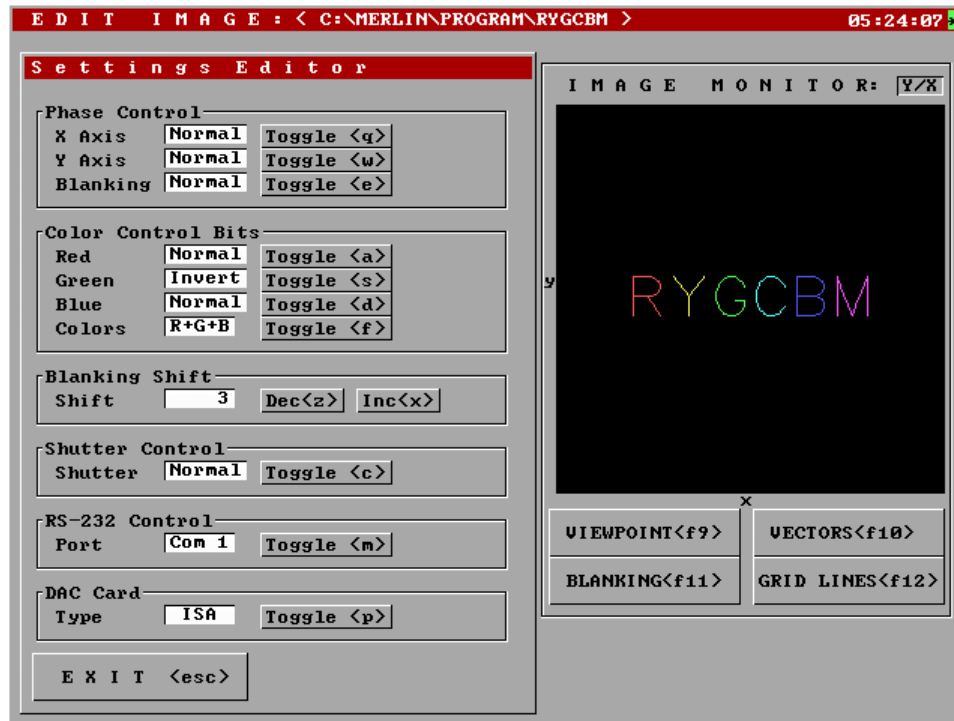 E D I T   I M A G E : < C:\MERLIN\PROGRAM\RYGCBM >   05:24:07
S e t t i n g s   E d i t o r
Phase Control
X Axis Normal Toggle <q>
Y Axis Normal Toggle <w>
Blanking Normal Toggle <e>
Color Control Bits
Red Normal Toggle <a>
Green Invert Toggle <s>
Blue Normal Toggle <d>
Colors R+G+B Toggle <f>
Blanking Shift
Shift 3 Dec<z> Inc<x>
Shutter Control
Shutter Normal Toggle <c>
RS-232 Control
Port Com 1 Toggle <m>
DAC Card
Type ISA Toggle <p>
E X I T <esc>
I M A G E   M O N I T O R: Y/X
y
RYGCBM
x
VIEWPOINT<f9> VECTORS<f10>
BLANKING<f11> GRID LINES<f12>